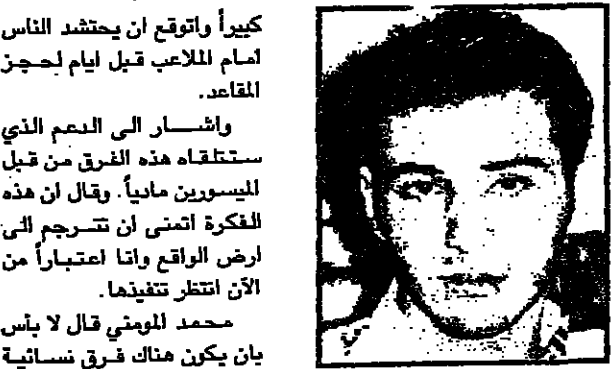 كبيراً واتوقع ان يحتشد الناس
امام الملاعب قبل ايام لحجز
المقاعد.
واشار الى الدعم الذي
ستتلقاه هذه الفرق من قبل
الميسورين مادياً. وقال ان هذه
الفكرة اتمنى ان تترجم الى
ارض الواقع وانا اعتباراً من
الآن انتظر تنفيذها.
محمد المومني قال لا بأس
بان يكون هناك فرق نسائية